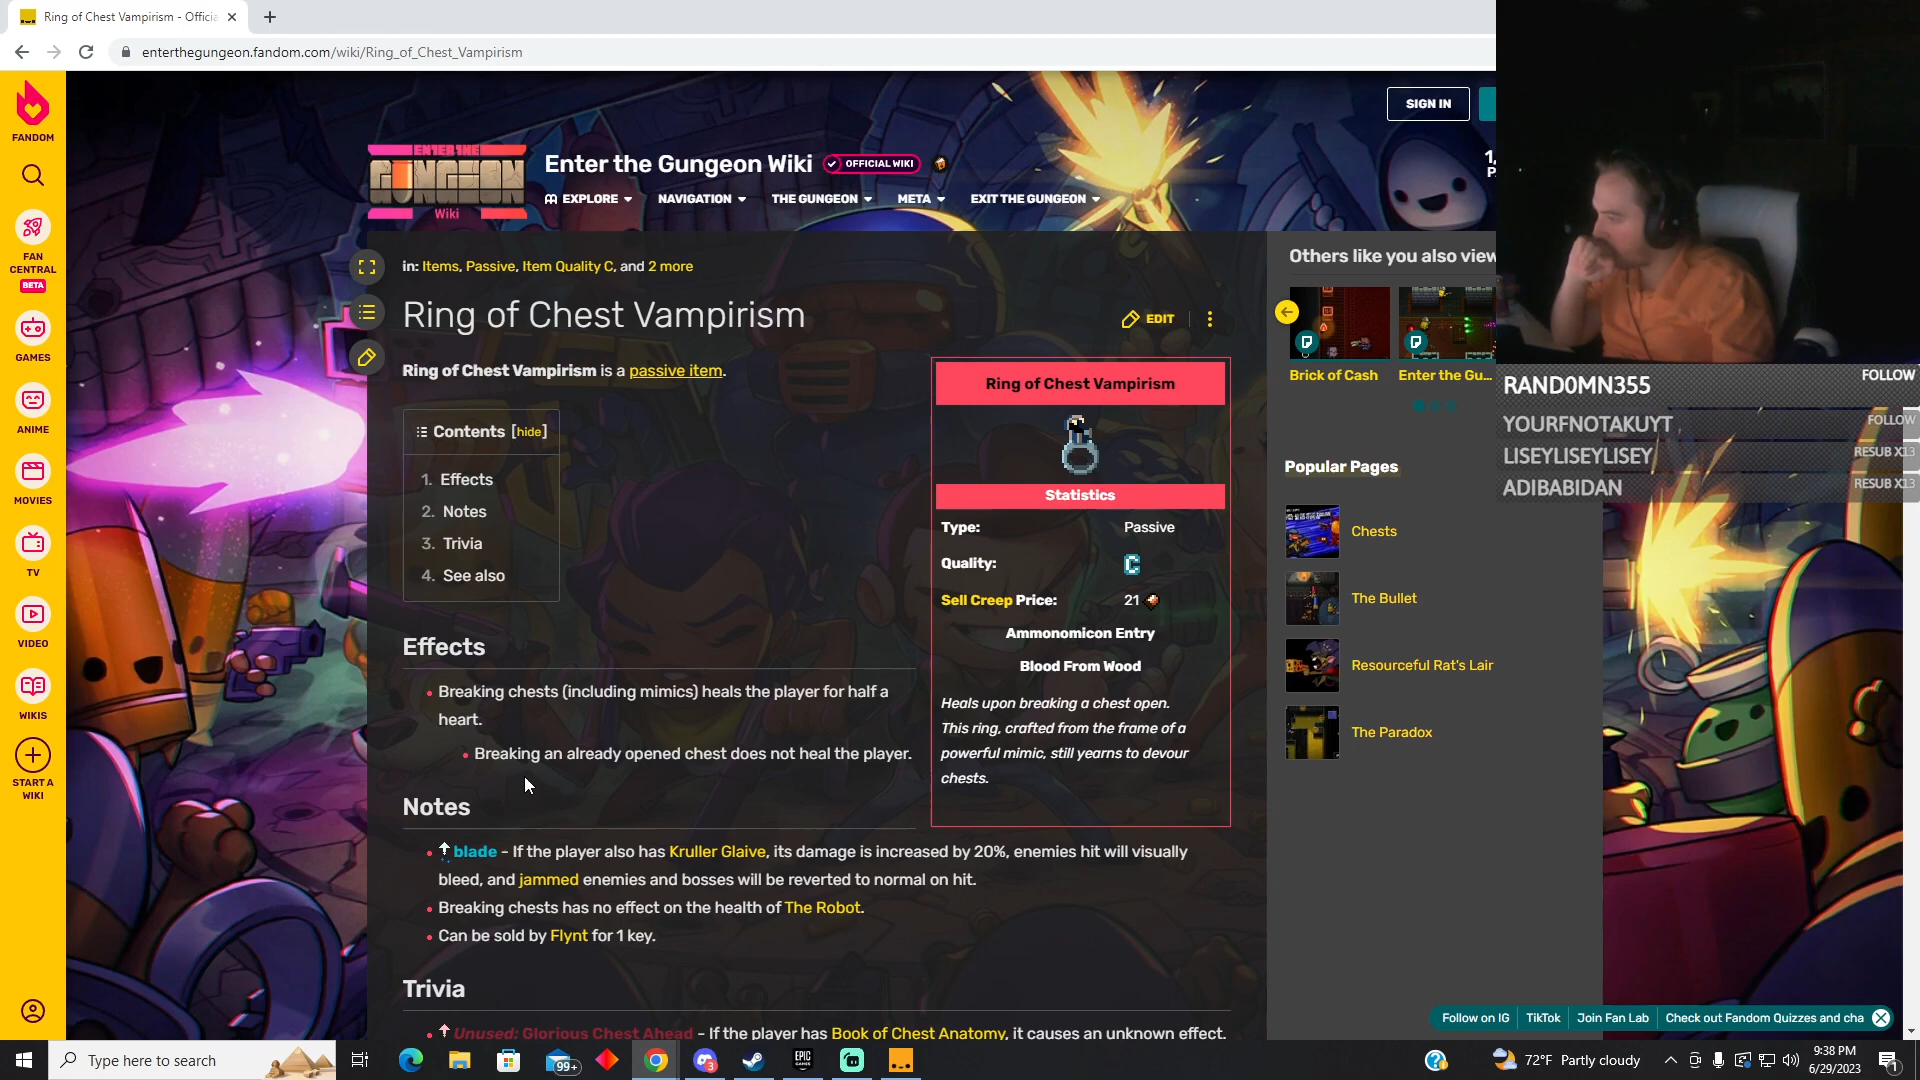 Ring of Chest Vampirism - Officia
enterthegungeon.fandom.com/wiki/Ring_of_Chest_Vampirism
FANDOM
FAN CENTRAL
BETA
GAMES
ANIME
MOVIES
TV
VIDEO
WIKIS
START A WIKI
SIGN IN
ENTER THE
GUNGEON
Wiki
Enter the Gungeon Wiki
OFFICIAL WIKI
EXPLORE
NAVIGATION
THE GUNGEON
META
EXIT THE GUNGEON
1,
P
in: Items, Passive, Item Quality C, and 2 more
Ring of Chest Vampirism
EDIT
Ring of Chest Vampirism is a passive item.
Contents [hide]
1. Effects
2. Notes
3. Trivia
4. See also
Ring of Chest Vampirism
Statistics
Type: Passive
Quality: C
Sell Creep Price: 21
Ammonomicon Entry
Blood From Wood
Heals upon breaking a chest open.
This ring, crafted from the frame of a
powerful mimic, still yearns to devour
chests.
Effects
Breaking chests (including mimics) heals the player for half a
heart.
Breaking an already opened chest does not heal the player.
Notes
blade - If the player also has Kruller Glaive, its damage is increased by 20%, enemies hit will visually
bleed, and jammed enemies and bosses will be reverted to normal on hit.
Breaking chests has no effect on the health of The Robot.
Can be sold by Flynt for 1 key.
Trivia
Unused: Glorious Chest Ahead - If the player has Book of Chest Anatomy, it causes an unknown effect.
Others like you also view
Brick of Cash
Enter the Gu...
Popular Pages
Chests
The Bullet
Resourceful Rat's Lair
The Paradox
RAND0MN355 FOLLOW
YOURFNOTAKUYT FOLLOW
LISEYLISEYLISEY RESUB X13
ADIBABIDAN RESUB X13
Follow on IG
TikTok
Join Fan Lab
Check out Fandom Quizzes and cha
Type here to search
99+
3
EPIC
GAMES
72°F Partly cloudy
9:38 PM
6/29/2023
1